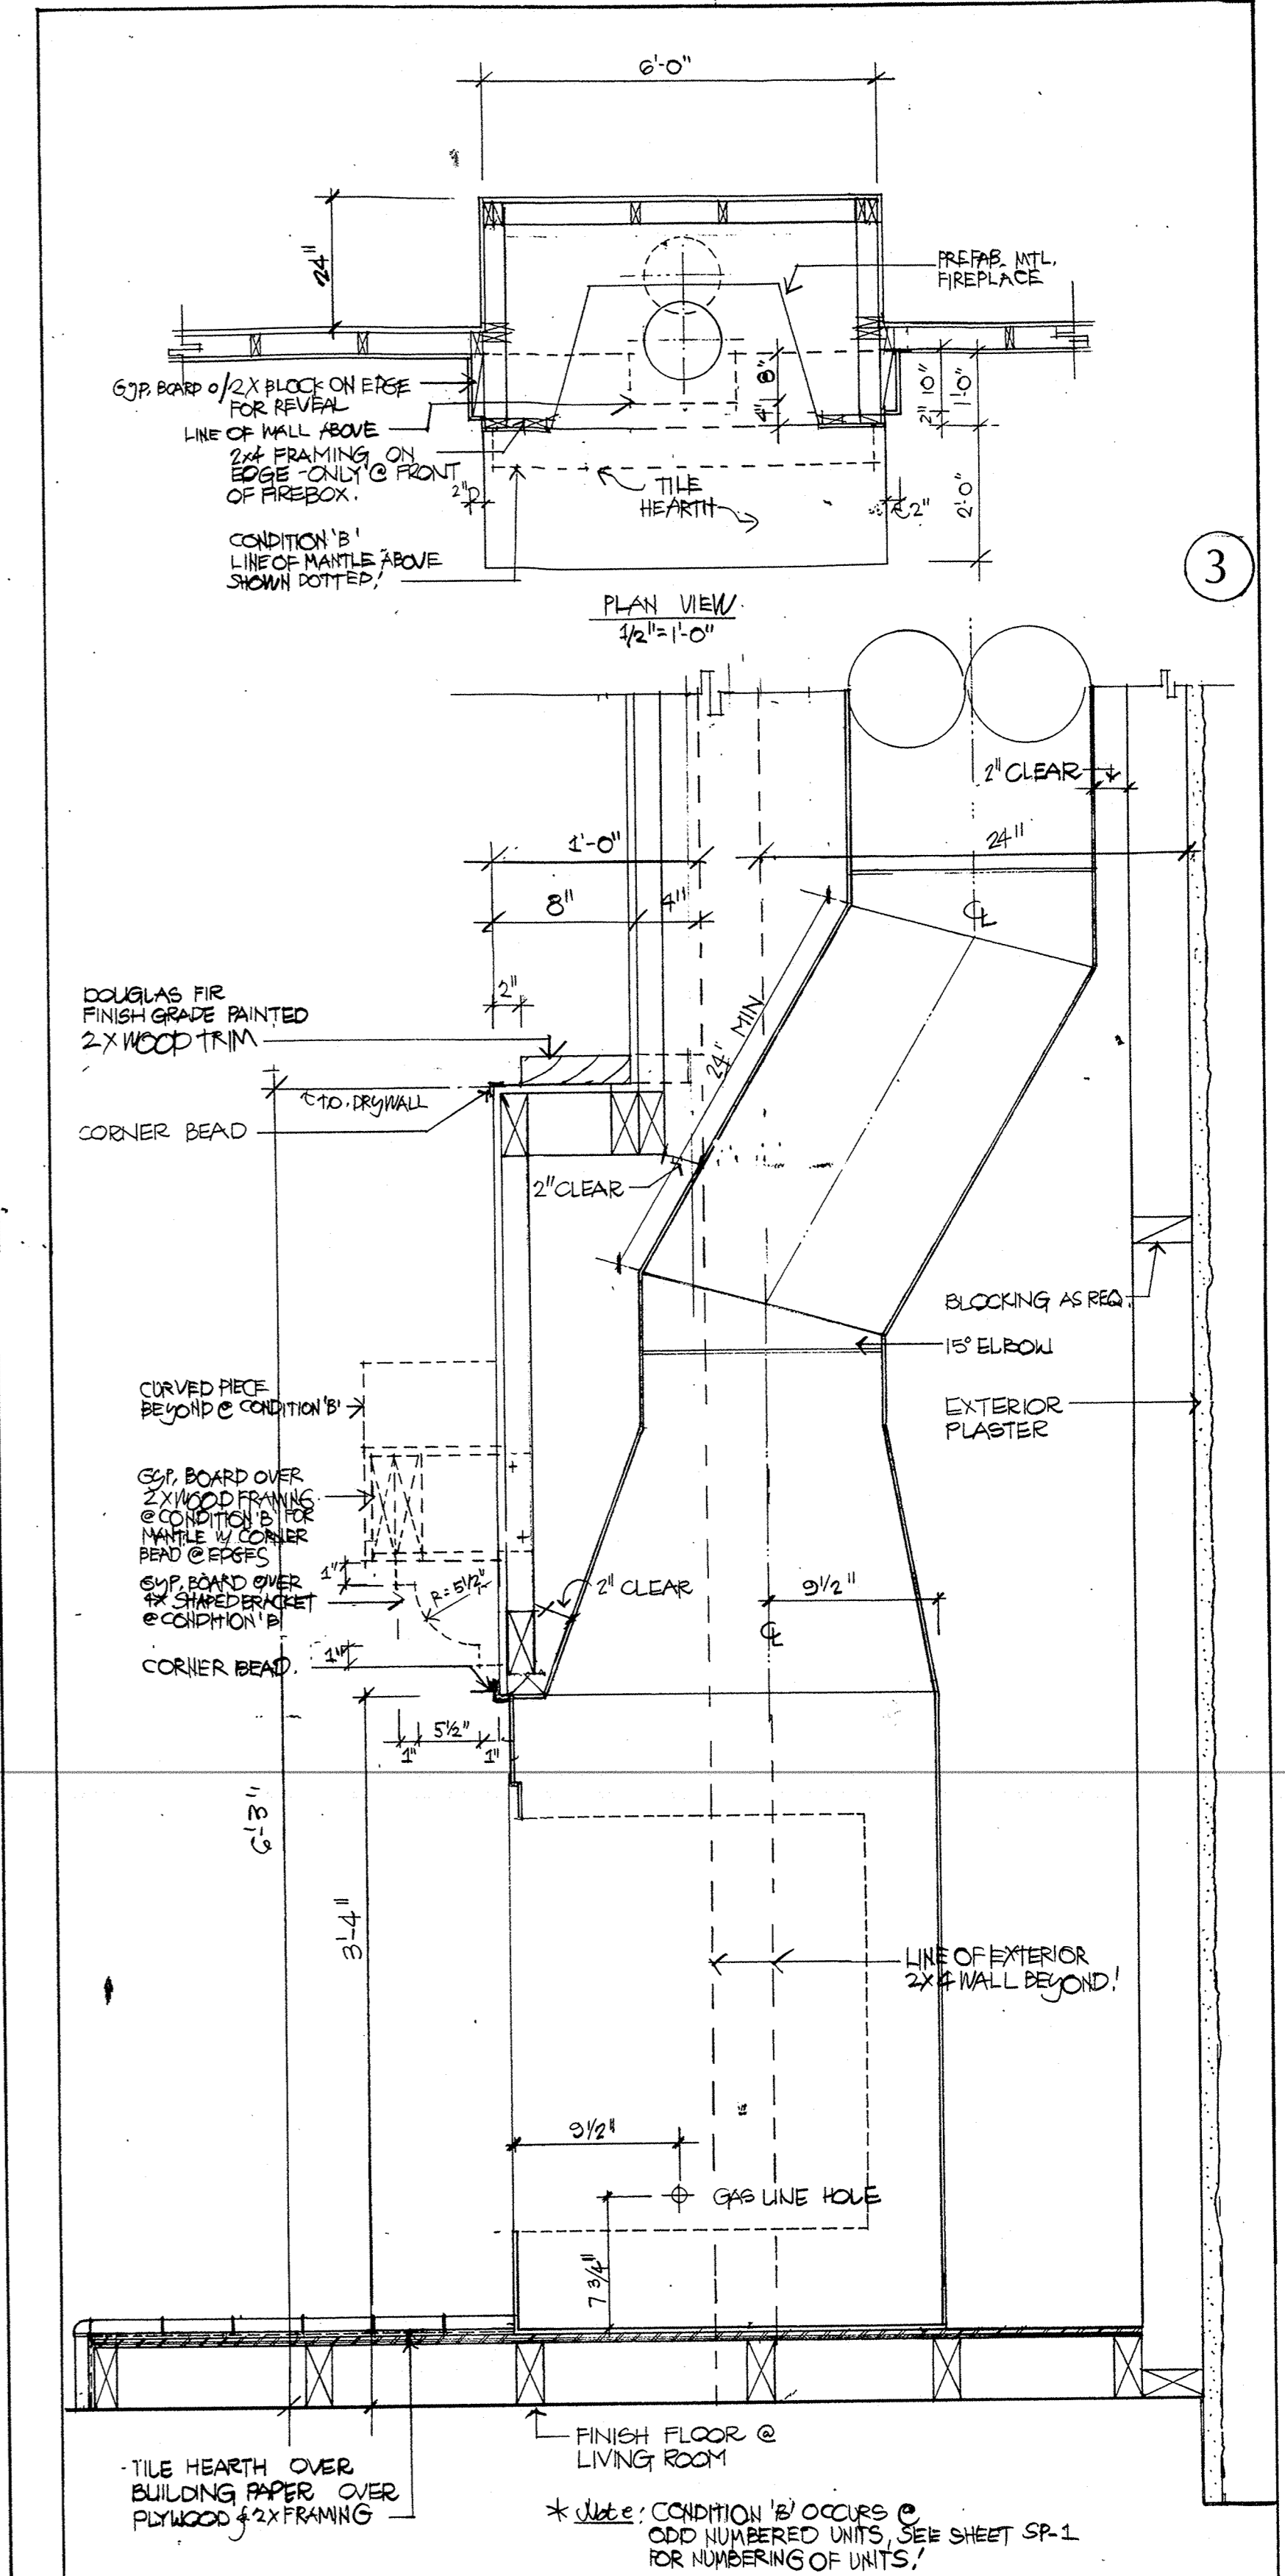 6'-0"
24"
PREFAB. MTL.
FIREPLACE
GYP. BOARD O/2X BLOCK ON EDGE
FOR REVEAL
LINE OF WALL ABOVE
2x4 FRAMING ON
EDGE - ONLY @ FRONT
OF FIREBOX.
8"
4"
10"
2"
1'-0"
2'-0"
2"
2"
TILE
HEARTH
CONDITION 'B'
LINE OF MANTLE ABOVE
SHOWN DOTTED!
PLAN VIEW
1/2"=1'-0"
3
2" CLEAR
1'-0"
24"
8"
4"
CL
2"
24" MIN
DOUGLAS FIR
FINISH GRADE PAINTED
2X WOOD TRIM
T.O. DRYWALL
CORNER BEAD
2" CLEAR
BLOCKING AS REQ.
15° ELBOW
EXTERIOR
PLASTER
CURVED PIECE
BEYOND @ CONDITION 'B'
GYP. BOARD OVER
2X WOOD FRAMING
@ CONDITION 'B' FOR
MANTLE W/ CORNER
BEAD @ EDGES
1"
GYP. BOARD OVER
4X SHAPED BRACKET
@ CONDITION 'B'
R=5 1/2"
2" CLEAR
9 1/2"
CL
1"
CORNER BEAD.
1"
5 1/2"
1"
6'-3"
3'-4"
LINE OF EXTERIOR
2X4 WALL BEYOND!
9 1/2"
GAS LINE HOLE
7 3/4"
FINISH FLOOR @
LIVING ROOM
TILE HEARTH OVER
BUILDING PAPER OVER
PLYWOOD & 2X FRAMING
* Note: CONDITION 'B' OCCURS @
ODD NUMBERED UNITS, SEE SHEET SP-1
FOR NUMBERING OF UNITS!